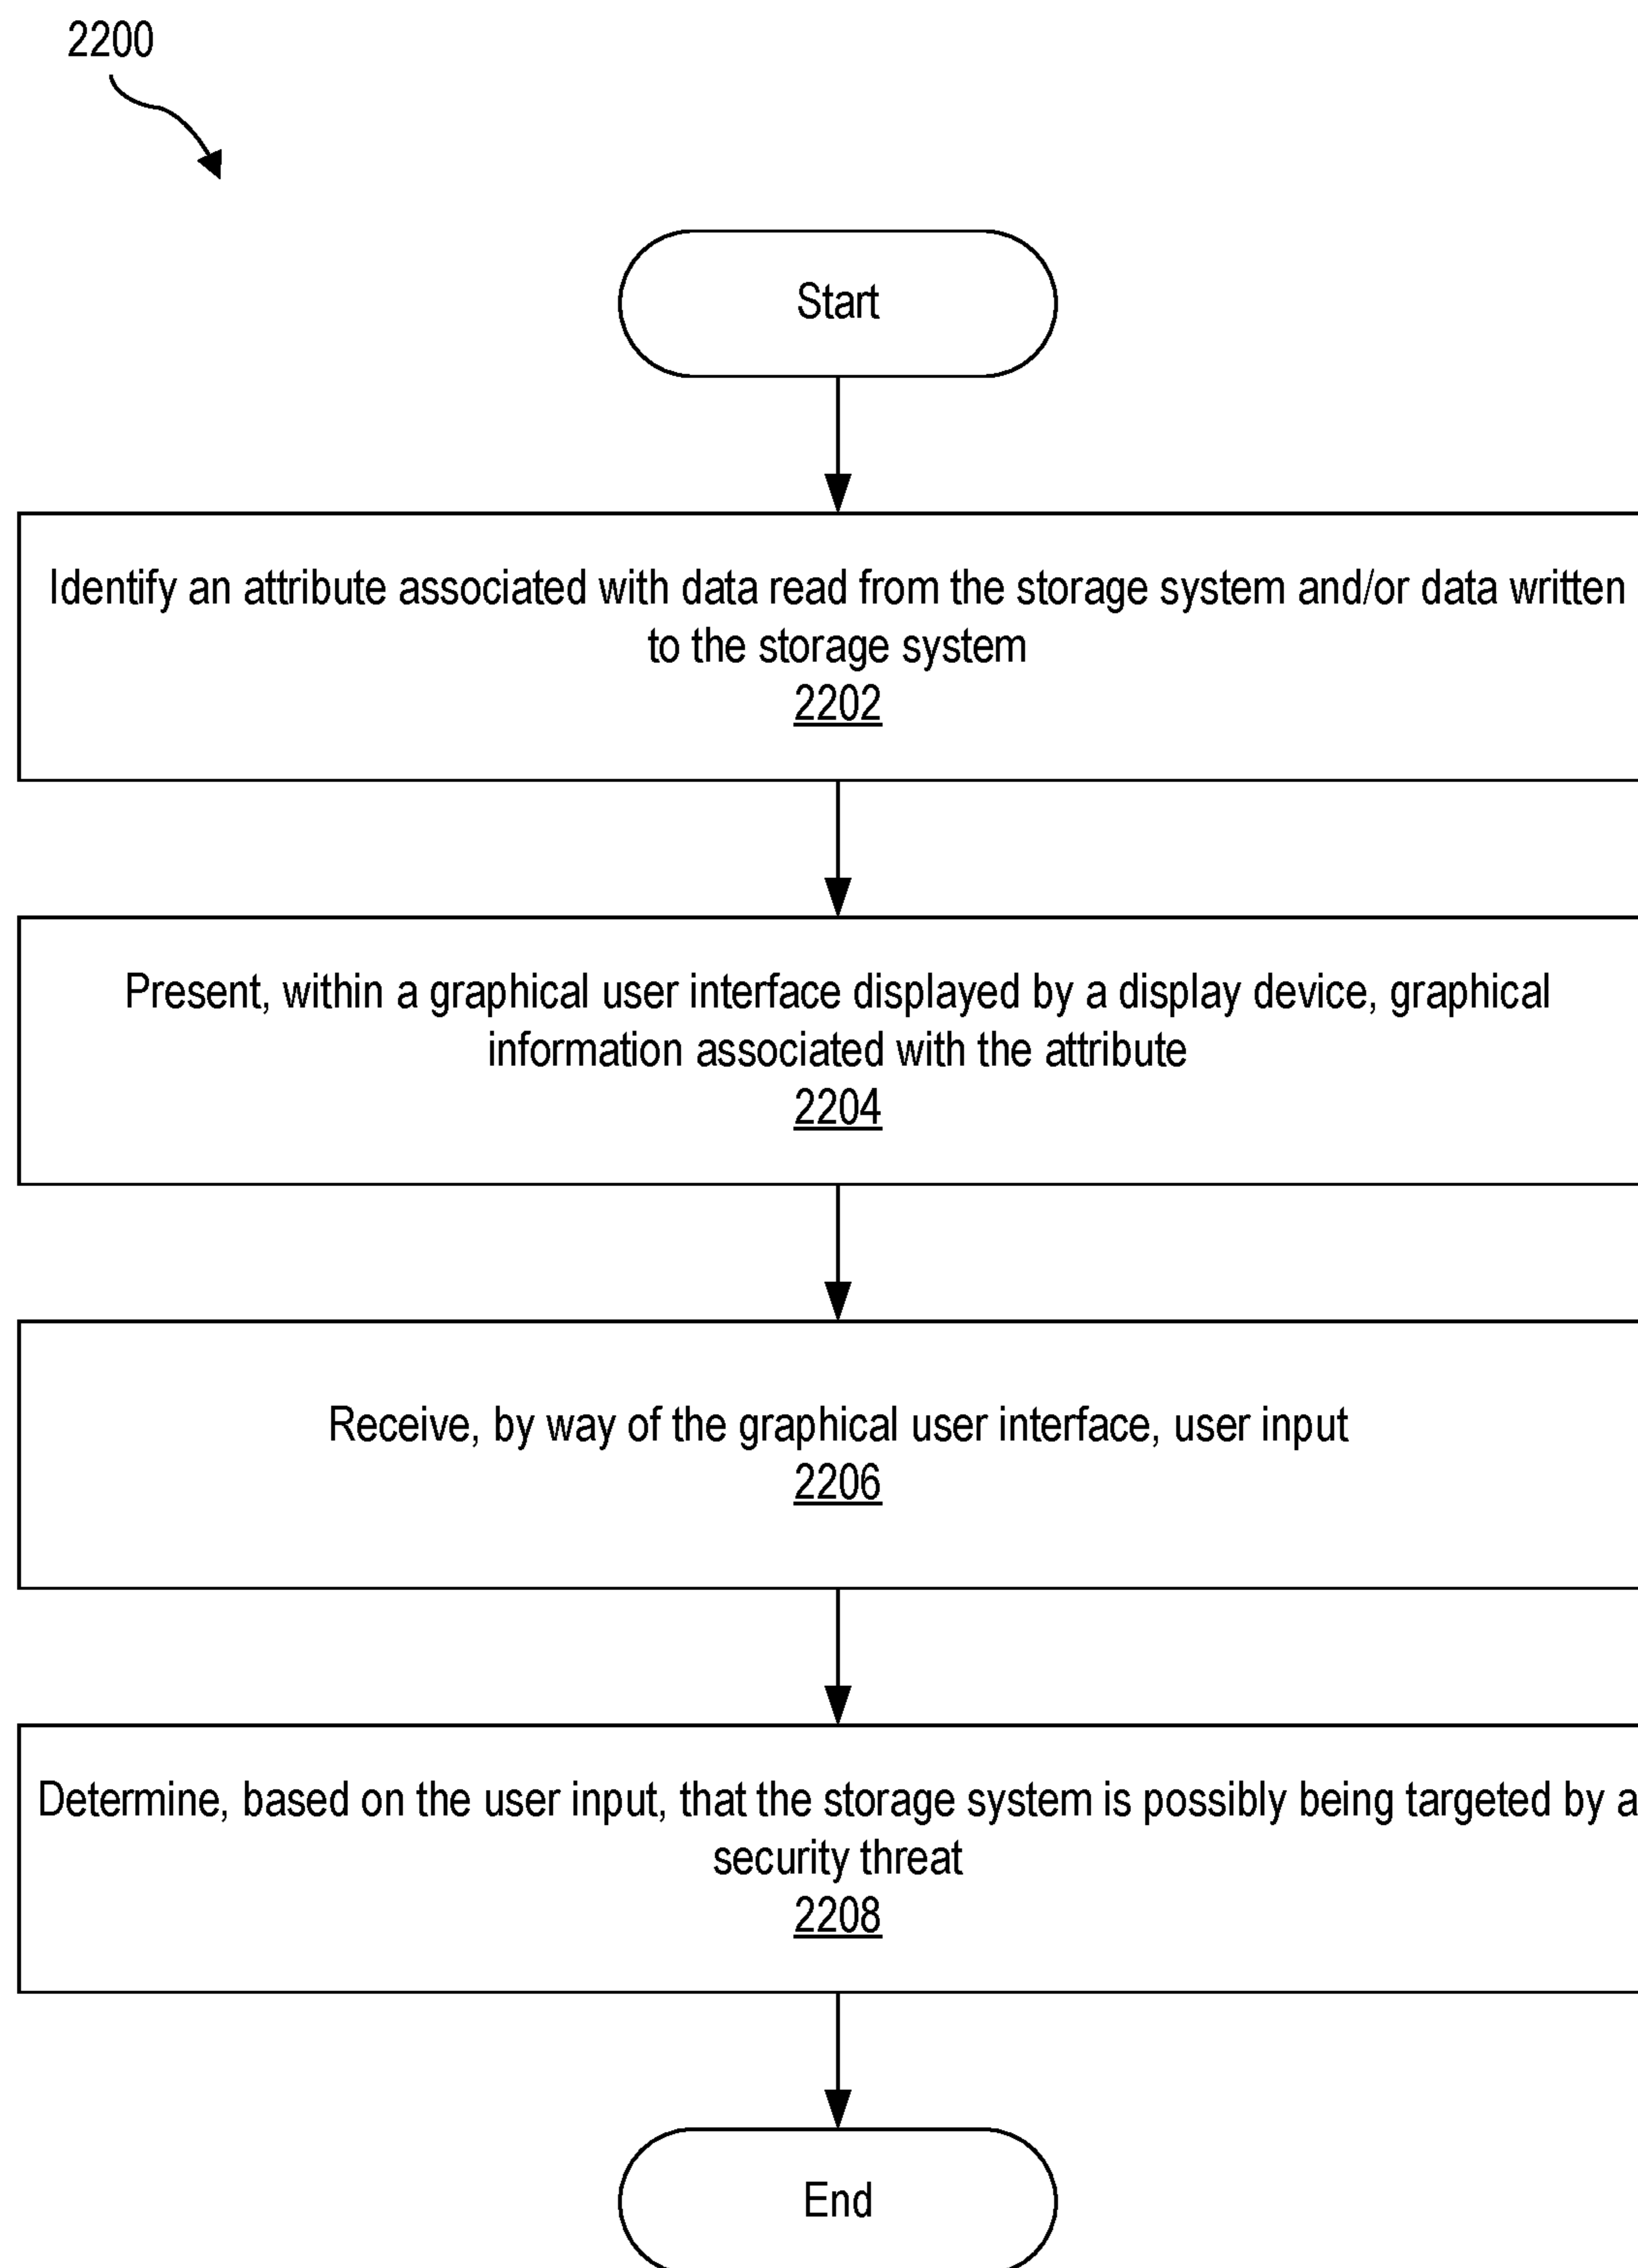 2200
Start
Identify an attribute associated with data read from the storage system and/or data written
to the storage system
2202
Present, within a graphical user interface displayed by a display device, graphical
information associated with the attribute
2204
Receive, by way of the graphical user interface, user input
2206
Determine, based on the user input, that the storage system is possibly being targeted by a
security threat
2208
End